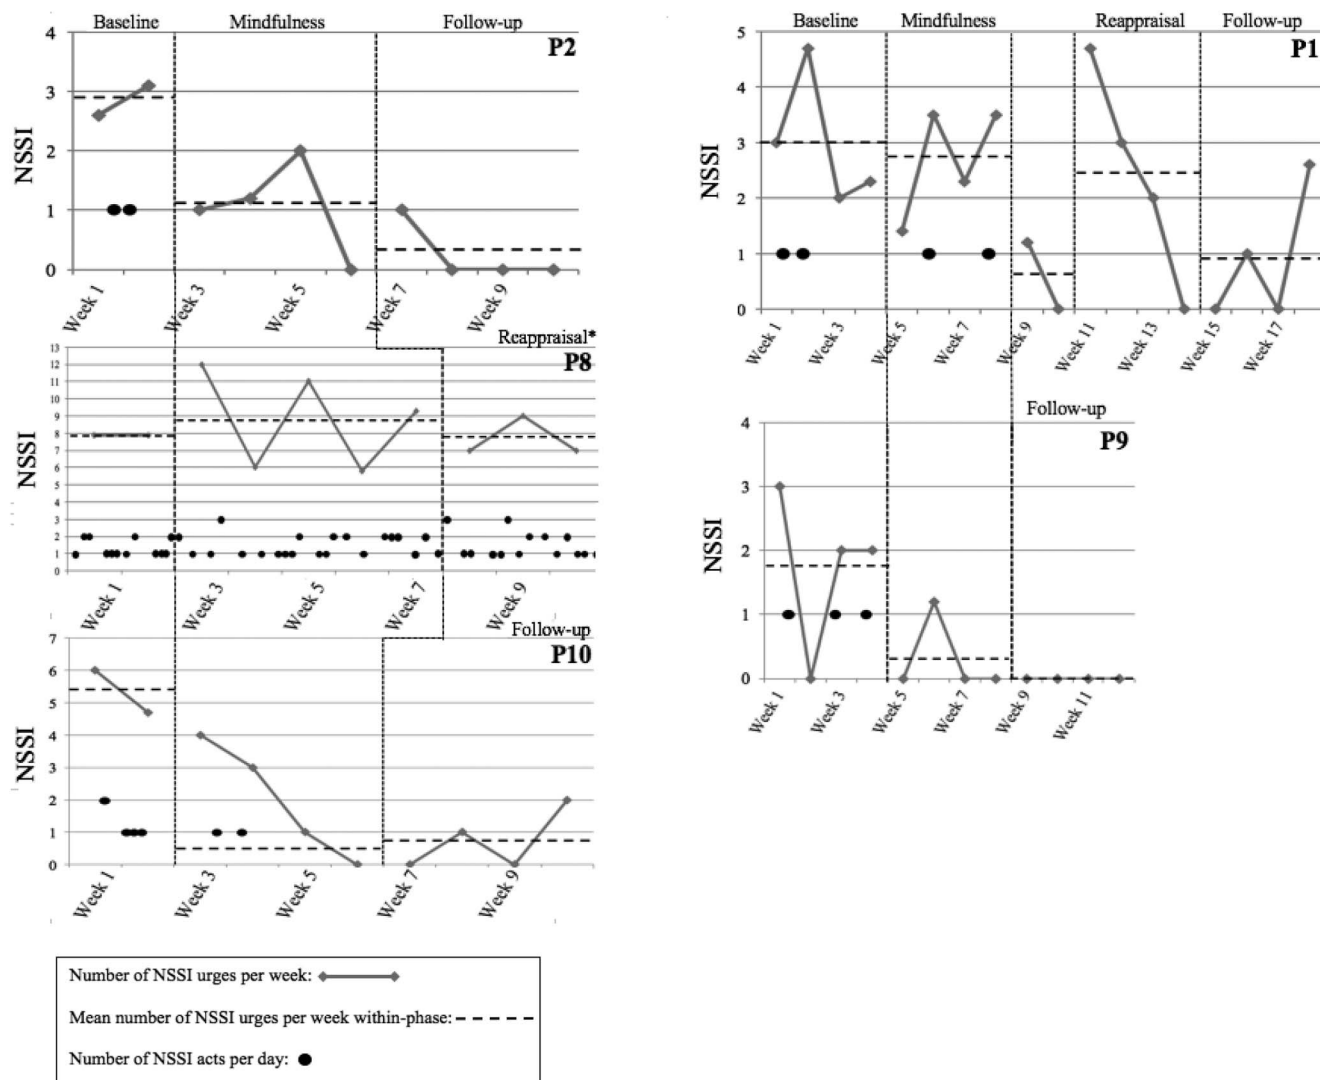 Baseline Mindfulness Follow-up
P2
4
3
2
1
0
NSSI
Week 1
Week 3
Week 5
Week 7
Week 9
Reappraisal*
P8
13
12
11
10
9
8
7
6
5
4
3
2
1
0
NSSI
Week 1
Week 3
Week 5
Week 7
Week 9
Follow-up
P10
7
6
5
4
3
2
1
0
NSSI
Week 1
Week 3
Week 5
Week 7
Week 9
Number of NSSI urges per week:
Mean number of NSSI urges per week within-phase:
Number of NSSI acts per day:
Baseline Mindfulness Reappraisal Follow-up
P1
5
4
3
2
1
0
NSSI
Week 1
Week 3
Week 5
Week 7
Week 9
Week 11
Week 13
Week 15
Week 17
Follow-up
P9
4
3
2
1
0
NSSI
Week 1
Week 3
Week 5
Week 7
Week 9
Week 11